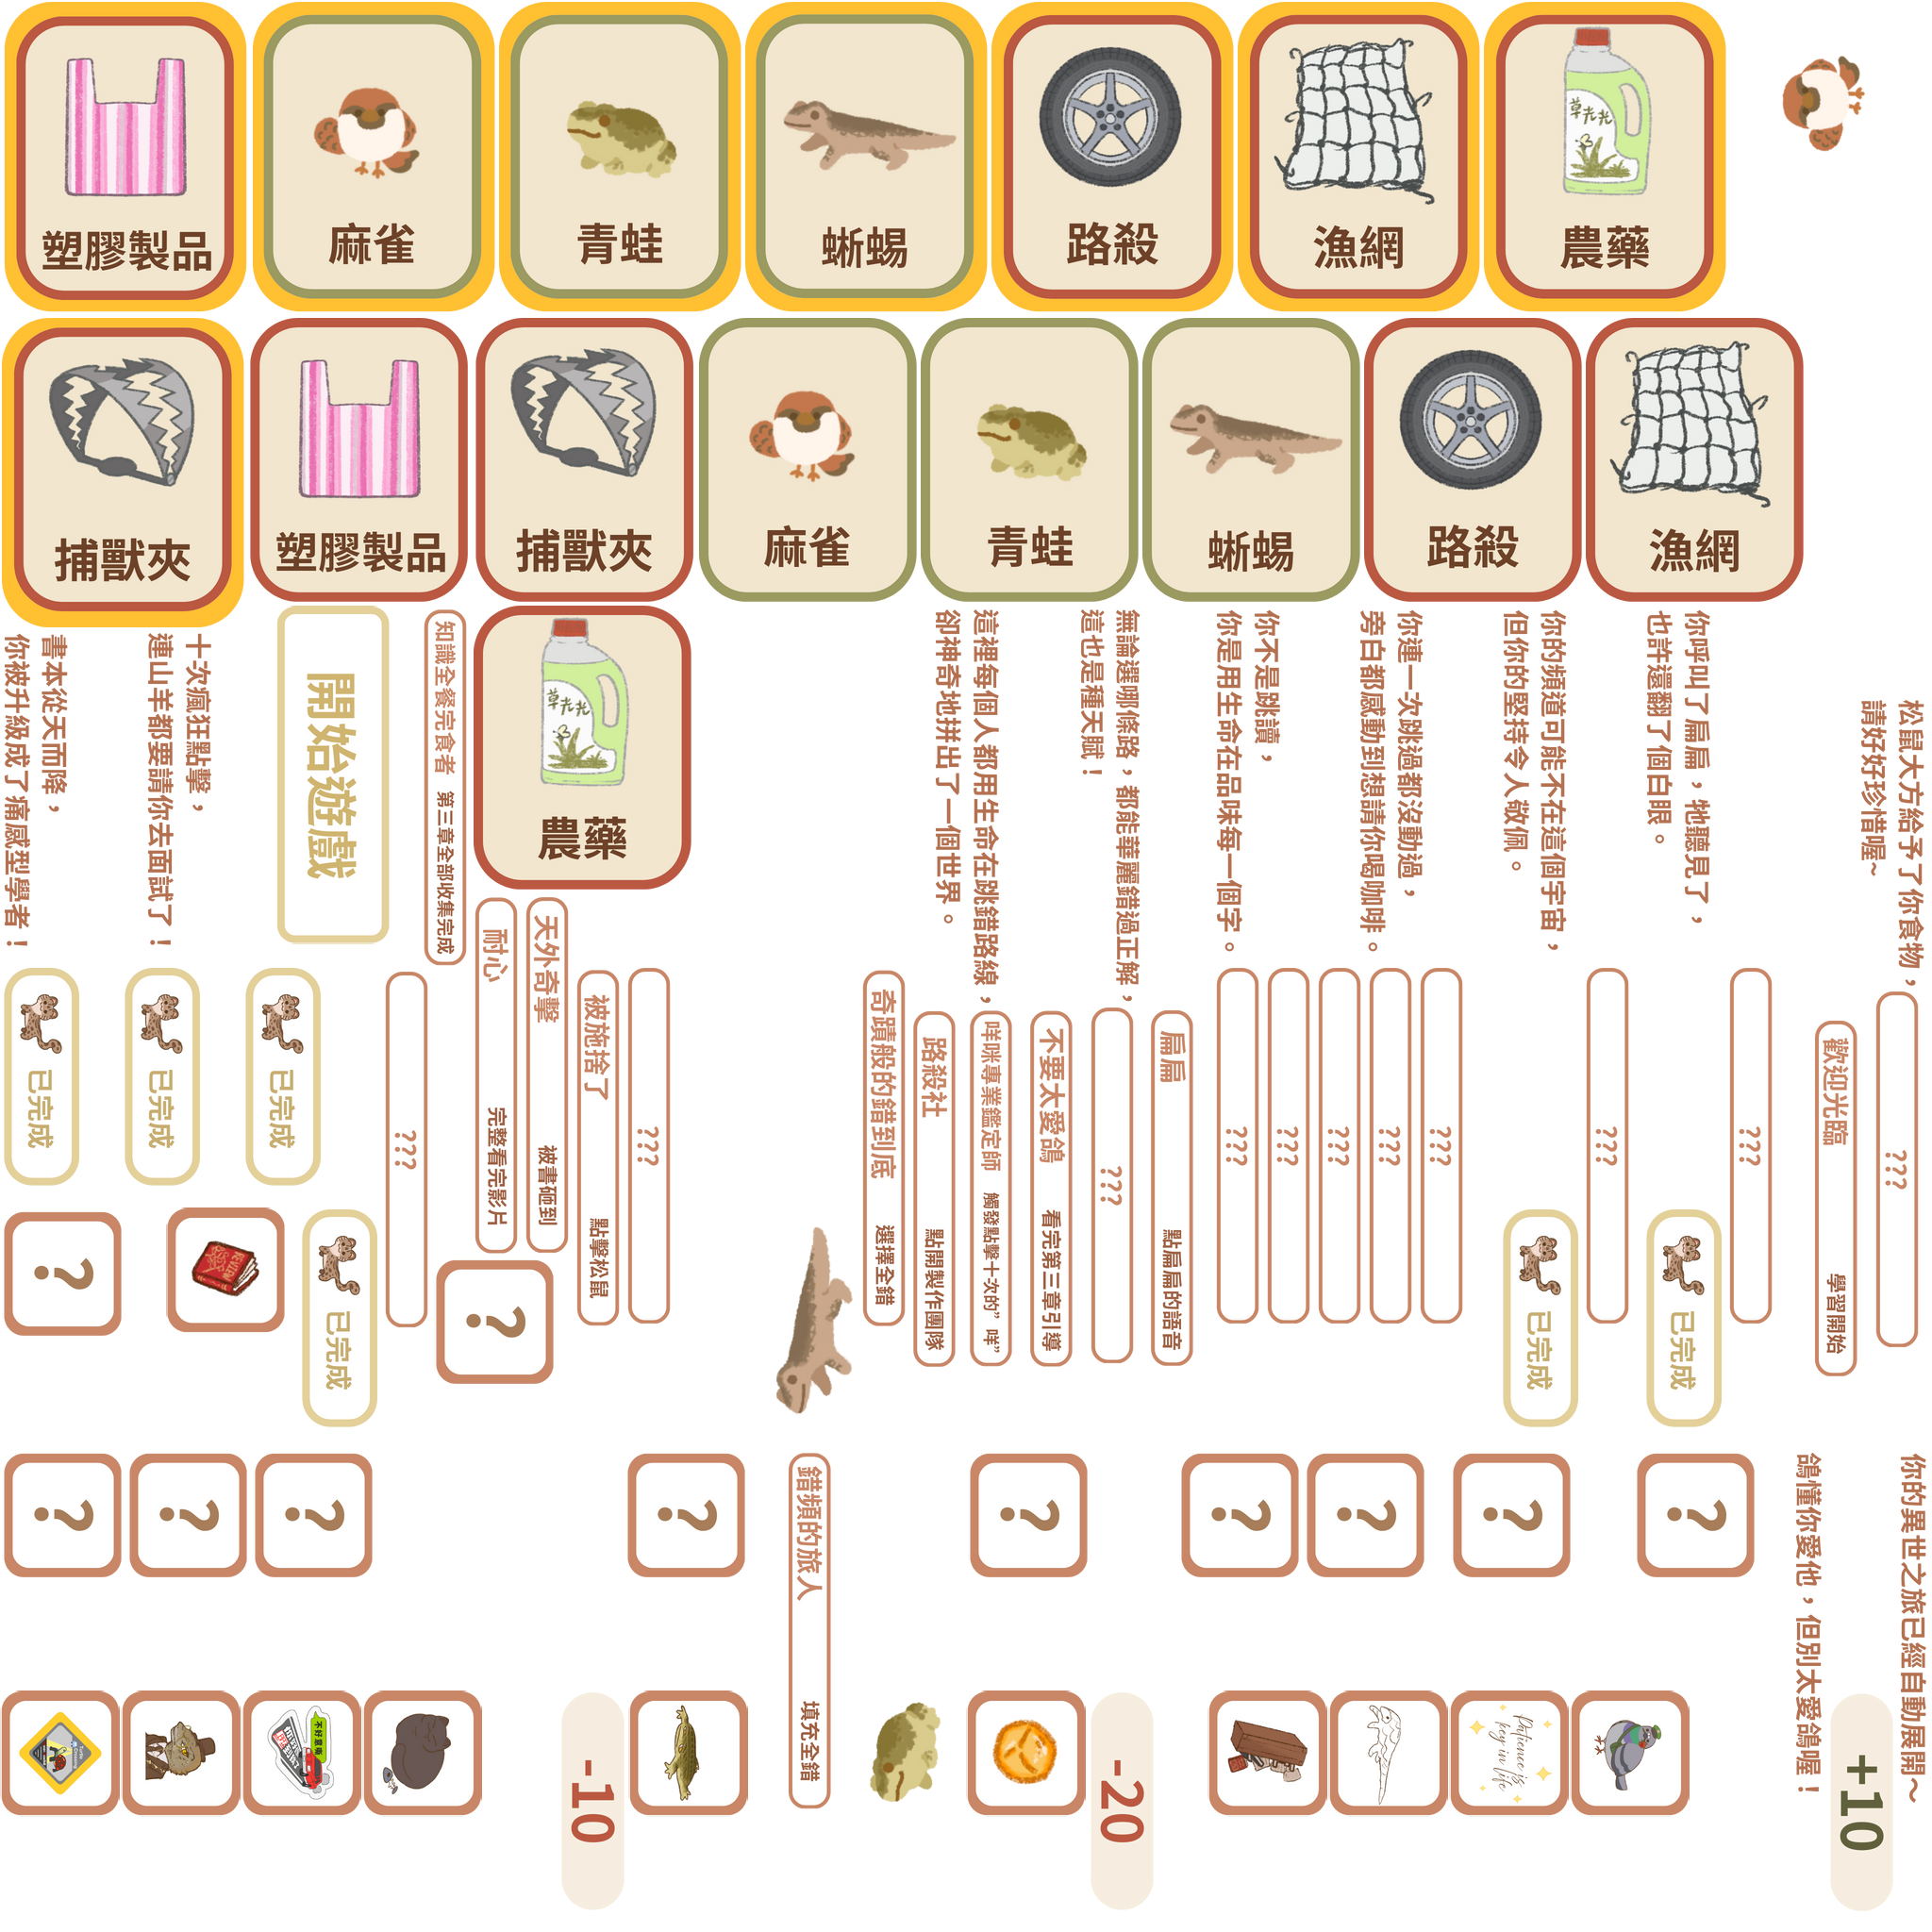 塑膠製品
麻雀
青蛙
蜥蜴
路殺
漁網
草光光
農藥
捕獸夾
塑膠製品
捕獸夾
麻雀
青蛙
蜥蜴
路殺
漁網
書本從天而降，
你被升級成了痛感型學者！
十次瘋狂點擊，
連山羊都要請你去面試了！
開始遊戲
知識全餐完食者 第三章全部收集完成
草光光
農藥
這裡每個人都用生命在跳錯路線，
卻神奇地拼出了一個世界。
無論選哪條路，都能華麗錯過正解，
這也是種天賦！
你不是跳讀，
你是用生命在品味每一個字。
你連一次跳過都沒動過，
旁白都感動到想請你喝咖啡。
你的頻道可能不在這個宇宙，
但你的堅持令人敬佩。
你呼叫了扁扁，牠聽見了，
也許還翻了個白眼。
松鼠大方給予了你食物，
請好好珍惜喔~
耐心 完整看完影片
天外奇擊 被書砸到
已完成
已完成
已完成
???
被施捨了 點擊松鼠
???
奇蹟般的錯到底 選擇全錯
路殺社 點開製作團隊
咩咪專業鑑定師 觸發點擊十次的”咩”
不要太愛鴿 看完第三章引導
???
扁扁 點扁扁的語音
???
???
???
???
???
???
???
歡迎光臨 學習開始
???
?
已完成
?
已完成
已完成
?
?
?
?
錯頻的旅人 填充全錯
?
?
?
?
?
鴿懂你愛他，但別太愛鴿喔！
你的異世之旅已經自動展開~
不好意斯
-10
-20
Patience is
key in life
+10